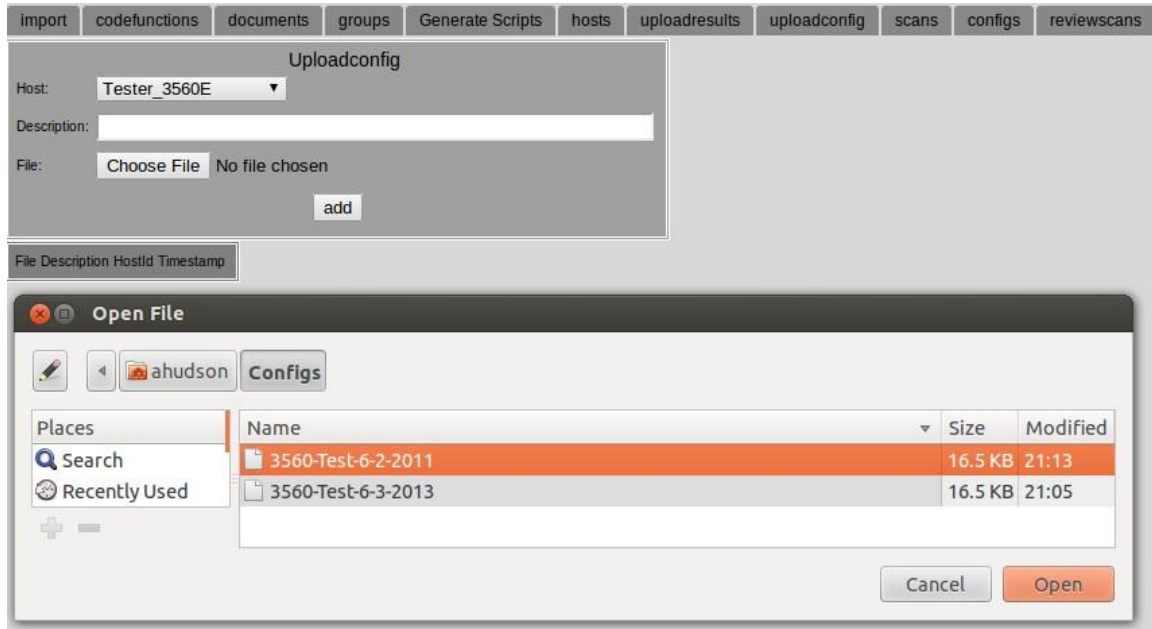 import codefunctions documents groups Generate Scripts hosts uploadresults uploadconfig scans configs reviewscans
Uploadconfig
Host: Tester_3560E
Description:
File: Choose File No file chosen
add
File Description HostId Timestamp
Open File
ahudson Configs
Places Name Size Modified
Search 3560-Test-6-2-2011 16.5 KB 21:13
Recently Used 3560-Test-6-3-2013 16.5 KB 21:05
Cancel Open